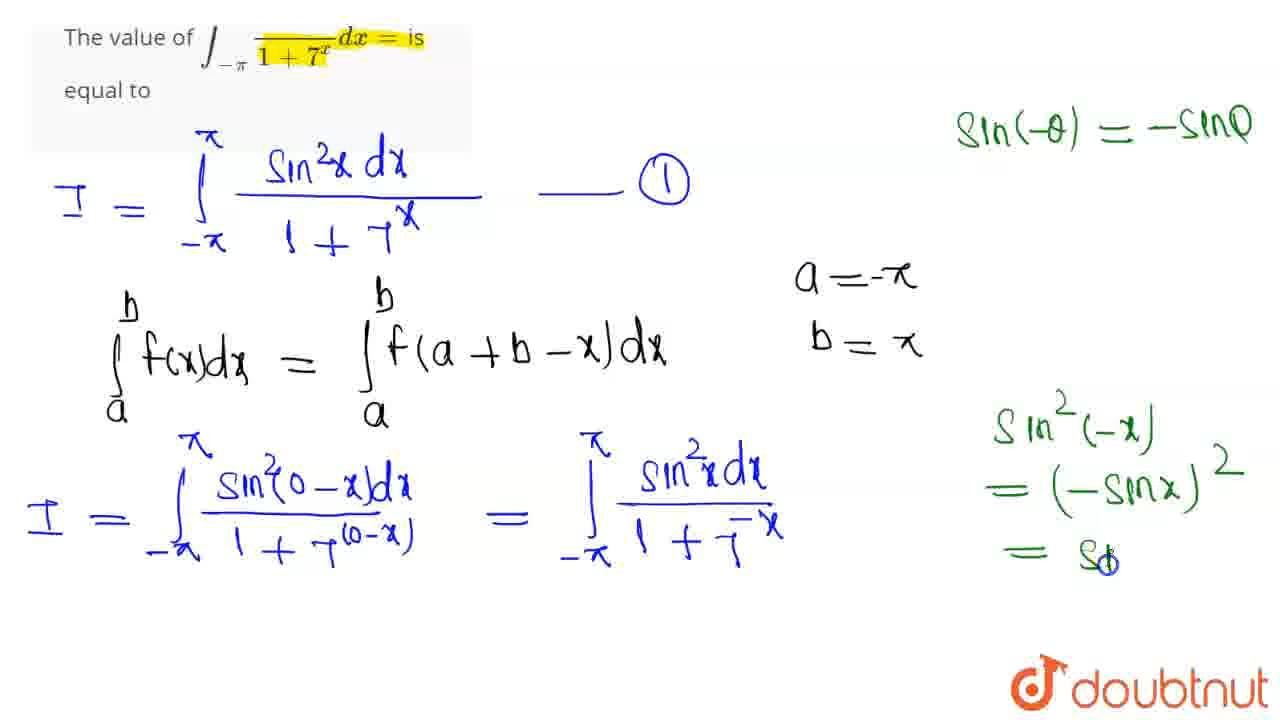 The value of ∫_{-π} 1 + 7^x dx = is
equal to
sin(-θ) = -sinθ
I = ∫_{-π}^{π} sin²x dx / (1 + 7^x) —— ①
a = -π
∫_a^b f(x)dx = ∫_a^b f(a + b - x)dx
b = π
sin²(-x)
I = ∫_{-π}^{π} sin²(0 - x)dx / (1 + 7^{(0 - x)}) = ∫_{-π}^{π} sin²x dx / (1 + 7^{-x})
= (-sinx)²
= si
doubtnut